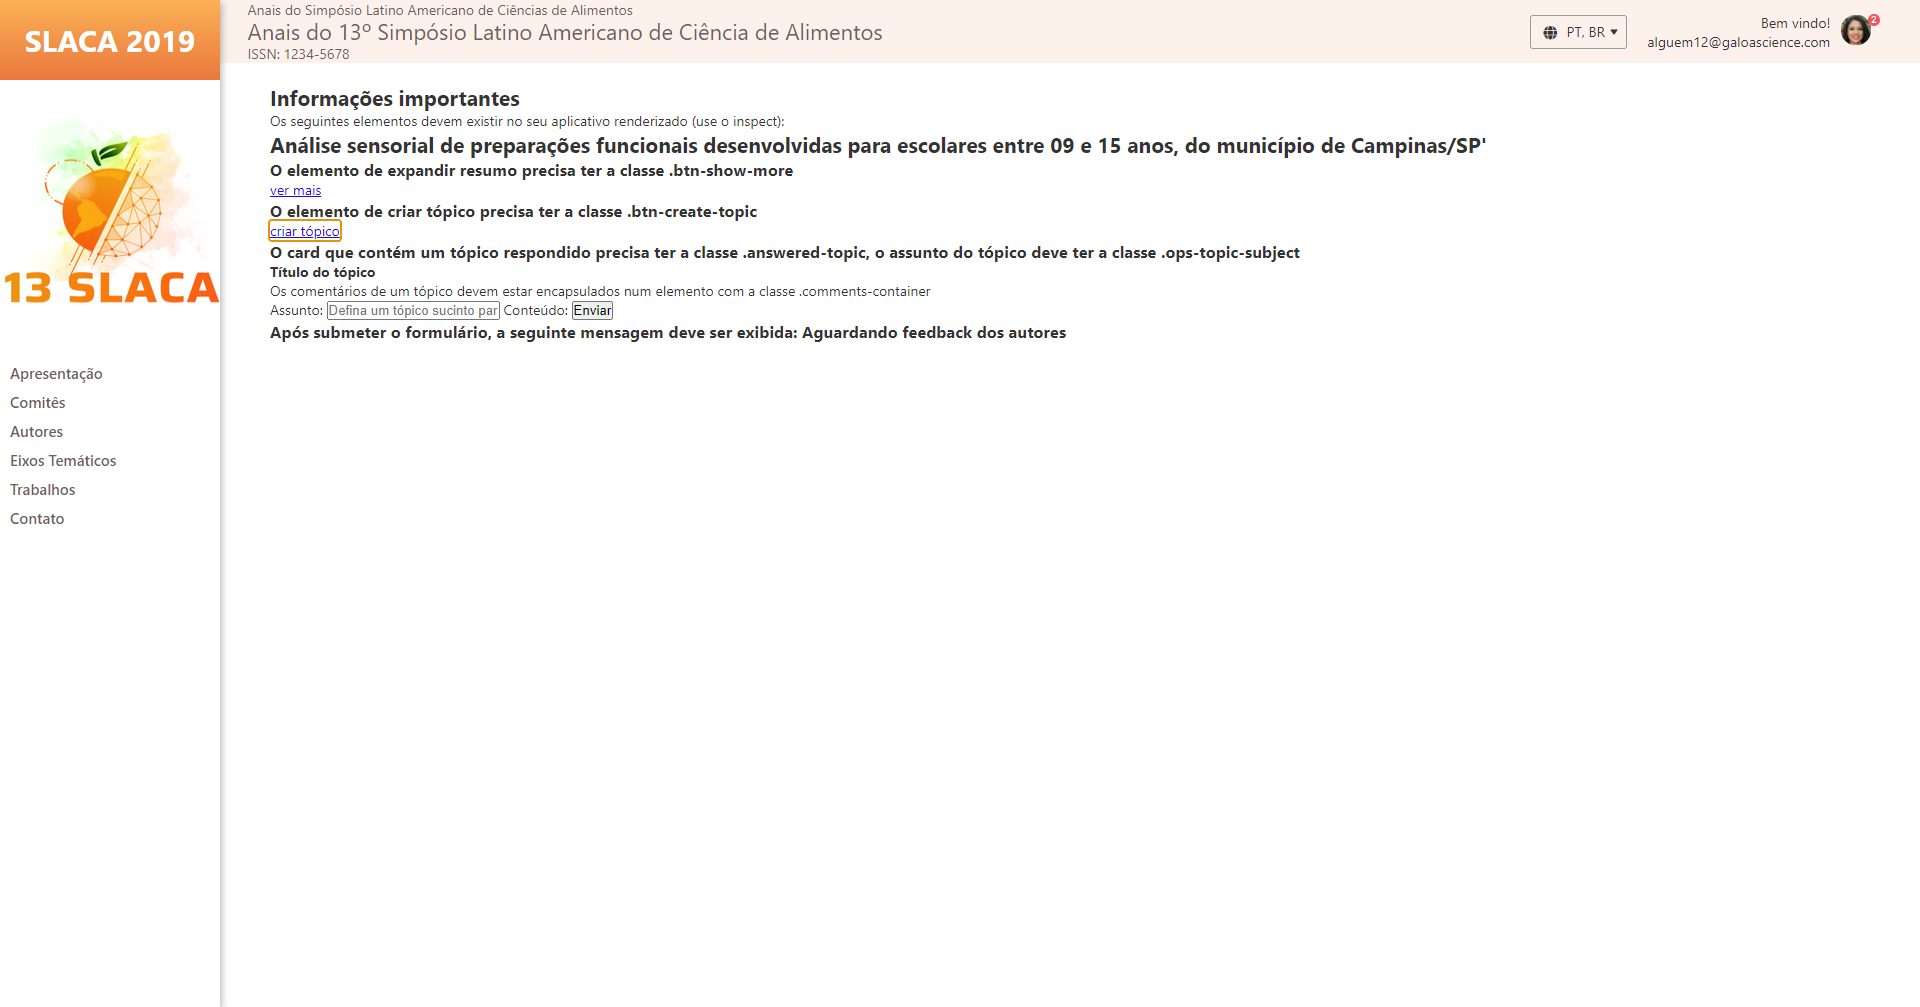 SLACA 2019
Anais do Simpósio Latino Americano de Ciências de Alimentos
Anais do 13º Simpósio Latino Americano de Ciência de Alimentos
ISSN: 1234-5678
PT, BR
Bem vindo!
alguem12@galoascience.com
2
13 SLACA
Apresentação
Comitês
Autores
Eixos Temáticos
Trabalhos
Contato
Informações importantes
Os seguintes elementos devem existir no seu aplicativo renderizado (use o inspect):
Análise sensorial de preparações funcionais desenvolvidas para escolares entre 09 e 15 anos, do município de Campinas/SP'
O elemento de expandir resumo precisa ter a classe .btn-show-more
ver mais
O elemento de criar tópico precisa ter a classe .btn-create-topic
criar tópico
O card que contém um tópico respondido precisa ter a classe .answered-topic, o assunto do tópico deve ter a classe .ops-topic-subject
Título do tópico
Os comentários de um tópico devem estar encapsulados num elemento com a classe .comments-container
Assunto: Defina um tópico sucinto par Conteúdo: Enviar
Após submeter o formulário, a seguinte mensagem deve ser exibida: Aguardando feedback dos autores